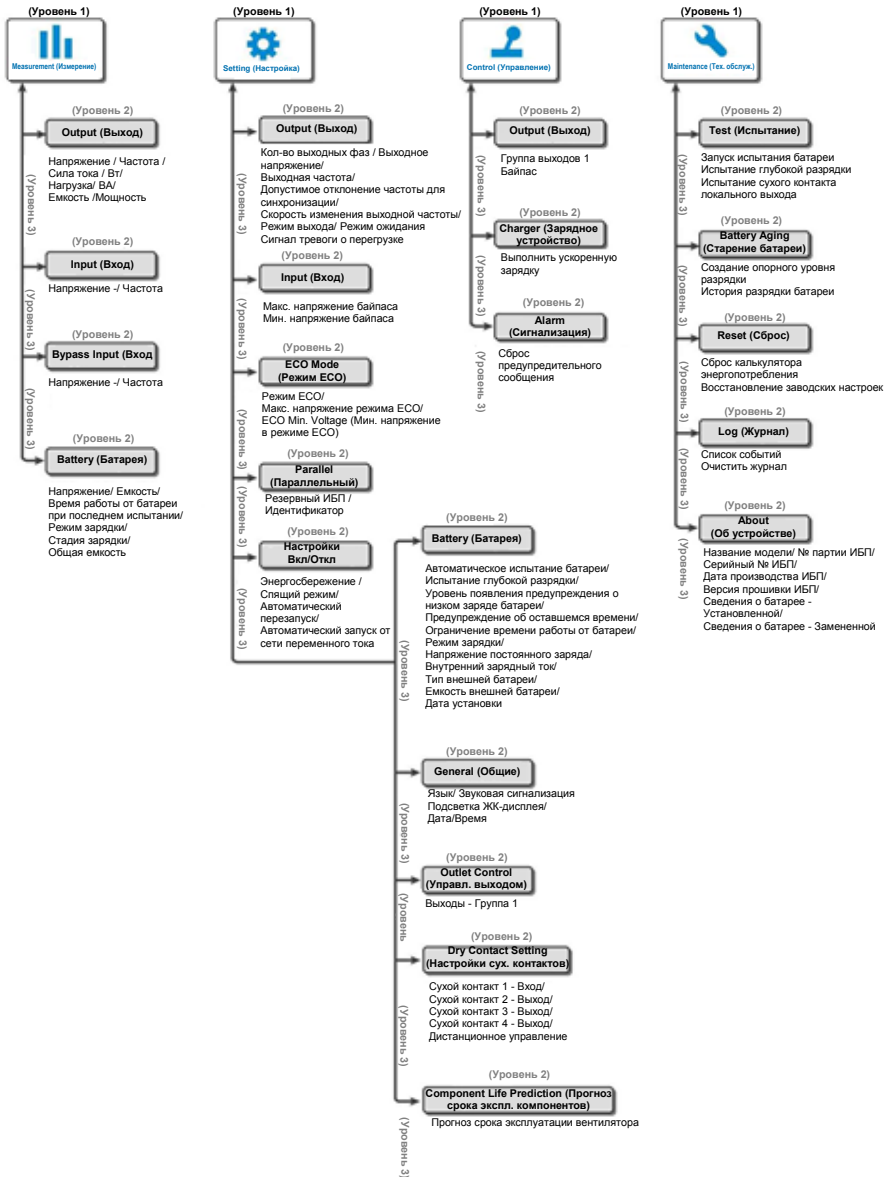 (Уровень 1)
Measurement (Измерение)
(Уровень 2)
Output (Выход)
Напряжение / Частота /
Сила тока / Вт/
Нагрузка/ ВА/
Емкость /Мощность
(Уровень 3)
(Уровень 2)
Input (Вход)
Напряжение -/ Частота
(Уровень 3)
(Уровень 2)
Bypass Input (Вход
Напряжение -/ Частота
(Уровень 3)
(Уровень 2)
Battery (Батарея)
Напряжение/ Емкость/
Время работы от батареи
при последнем испытании/
Режим зарядки/
Стадия зарядки/
Общая емкость
(Уровень 1)
Setting (Настройка)
(Уровень 2)
Output (Выход)
Кол-во выходных фаз / Выходное
напряжение/
Выходная частота/
Допустимое отклонение частоты для
синхронизации/
Скорость изменения выходной частоты/
Режим выхода/ Режим ожидания
Сигнал тревоги о перегрузке
(Уровень 3)
(Уровень 2)
Input (Вход)
Макс. напряжение байпаса
Мин. напряжение байпаса
(Уровень 3)
(Уровень 2)
ECO Mode
(Режим ECO)
Режим ECO/
Макс. напряжение режима ECO/
ECO Min. Voltage (Мин. напряжение
в режиме ECO)
(Уровень 3)
(Уровень 2)
Parallel
(Параллельный)
Резервный ИБП /
Идентификатор
(Уровень 3)
(Уровень 2)
Настройки
Вкл/Откл
Энергосбережение /
Спящий режим/
Автоматический
перезапуск/
Автоматический запуск от
сети переменного тока
(Уровень 3)
(Уровень 2)
Battery (Батарея)
Автоматическое испытание батареи/
Испытание глубокой разрядки/
Уровень появления предупреждения о
низком заряде батареи/
Предупреждение об оставшемся времени/
Ограничение времени работы от батареи/
Режим зарядки/
Напряжение постоянного заряда/
Внутренний зарядный ток/
Тип внешней батареи/
Емкость внешней батареи/
Дата установки
(Уровень 3)
(Уровень 2)
General (Общие)
Язык/ Звуковая сигнализация
Подсветка ЖК-дисплея/
Дата/Время
(Уровень 3)
(Уровень 2)
Outlet Control
(Управл. выходом)
Выходы - Группа 1
(Уровень
(Уровень 2)
Dry Contact Setting
(Настройки сух. контактов)
Сухой контакт 1 - Вход/
Сухой контакт 2 - Выход/
Сухой контакт 3 - Выход/
Сухой контакт 4 - Выход/
Дистанционное управление
(Уровень 3)
(Уровень 2)
Component Life Prediction (Прогноз
срока экспл. компонентов)
Прогноз срока эксплуатации вентилятора
(Уровень 3)
(Уровень 1)
Control (Управление)
(Уровень 2)
Output (Выход)
Группа выходов 1
Байпас
(Уровень 3)
(Уровень 2)
Charger (Зарядное
устройство)
Выполнить ускоренную
зарядку
(Уровень 3)
(Уровень 2)
Alarm
(Сигнализация)
Сброс
предупредительного
сообщения
(Уровень 3)
(Уровень 1)
Maintenance (Тех. обслуж.)
(Уровень 2)
Test (Испытание)
Запуск испытания батареи
Испытание глубокой разрядки
Испытание сухого контакта
локального выхода
(Уровень 3)
(Уровень 2)
Battery Aging
(Старение батареи)
Создание опорного уровня
разрядки
История разрядки батареи
(Уровень 3)
(Уровень 2)
Reset (Сброс)
Сброс калькулятора
энергопотребления
Восстановление заводских настроек
(Уровень 3)
(Уровень 2)
Log (Журнал)
Список событий
Очистить журнал
(Уровень 3)
(Уровень 2)
About
(Об устройстве)
Название модели/ № партии ИБП/
Серийный № ИБП/
Дата производства ИБП/
Версия прошивки ИБП/
Сведения о батарее -
Установленной/
Сведения о батарее - Замененной
(Уровень 3)